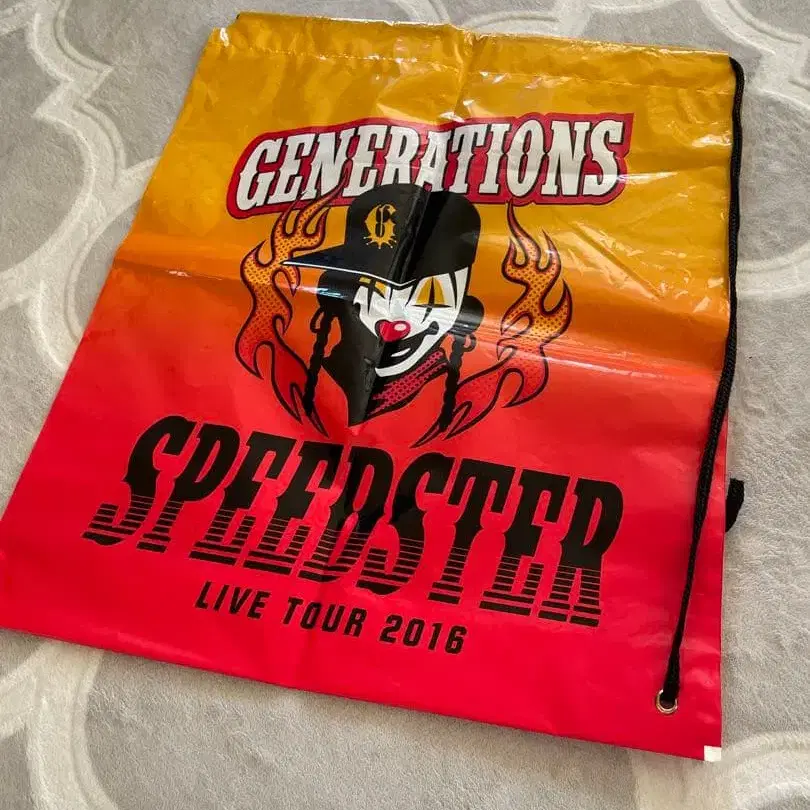 GENERATIONS
G
SPEEDSTER
LIVE TOUR 2016